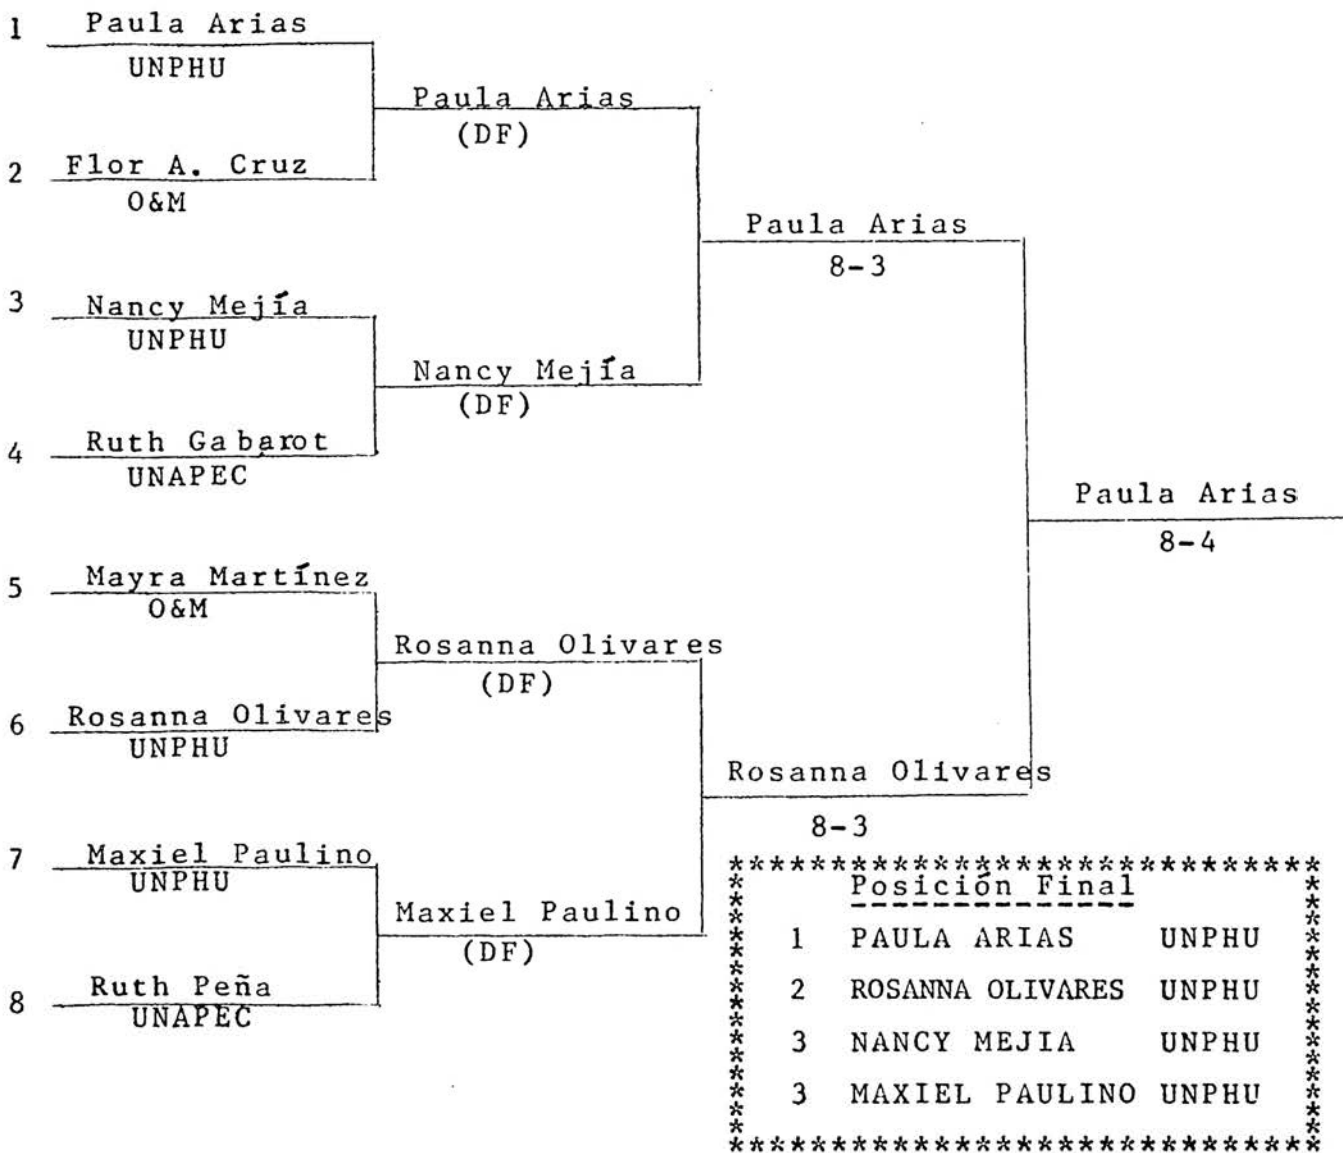 1 Paula Arias
UNPHU
Paula Arias
(DF)
2 Flor A. Cruz
O&M
Paula Arias
8-3
3 Nancy Mejía
UNPHU
Nancy Mejía
(DF)
4 Ruth Gabarot
UNAPEC
Paula Arias
8-4
5 Mayra Martínez
O&M
Rosanna Olivares
(DF)
6 Rosanna Olivares
UNPHU
Rosanna Olivares
8-3
7 Maxiel Paulino
UNPHU
Maxiel Paulino
(DF)
8 Ruth Peña
UNAPEC
Posición Final
1 PAULA ARIAS UNPHU
2 ROSANNA OLIVARES UNPHU
3 NANCY MEJIA UNPHU
3 MAXIEL PAULINO UNPHU